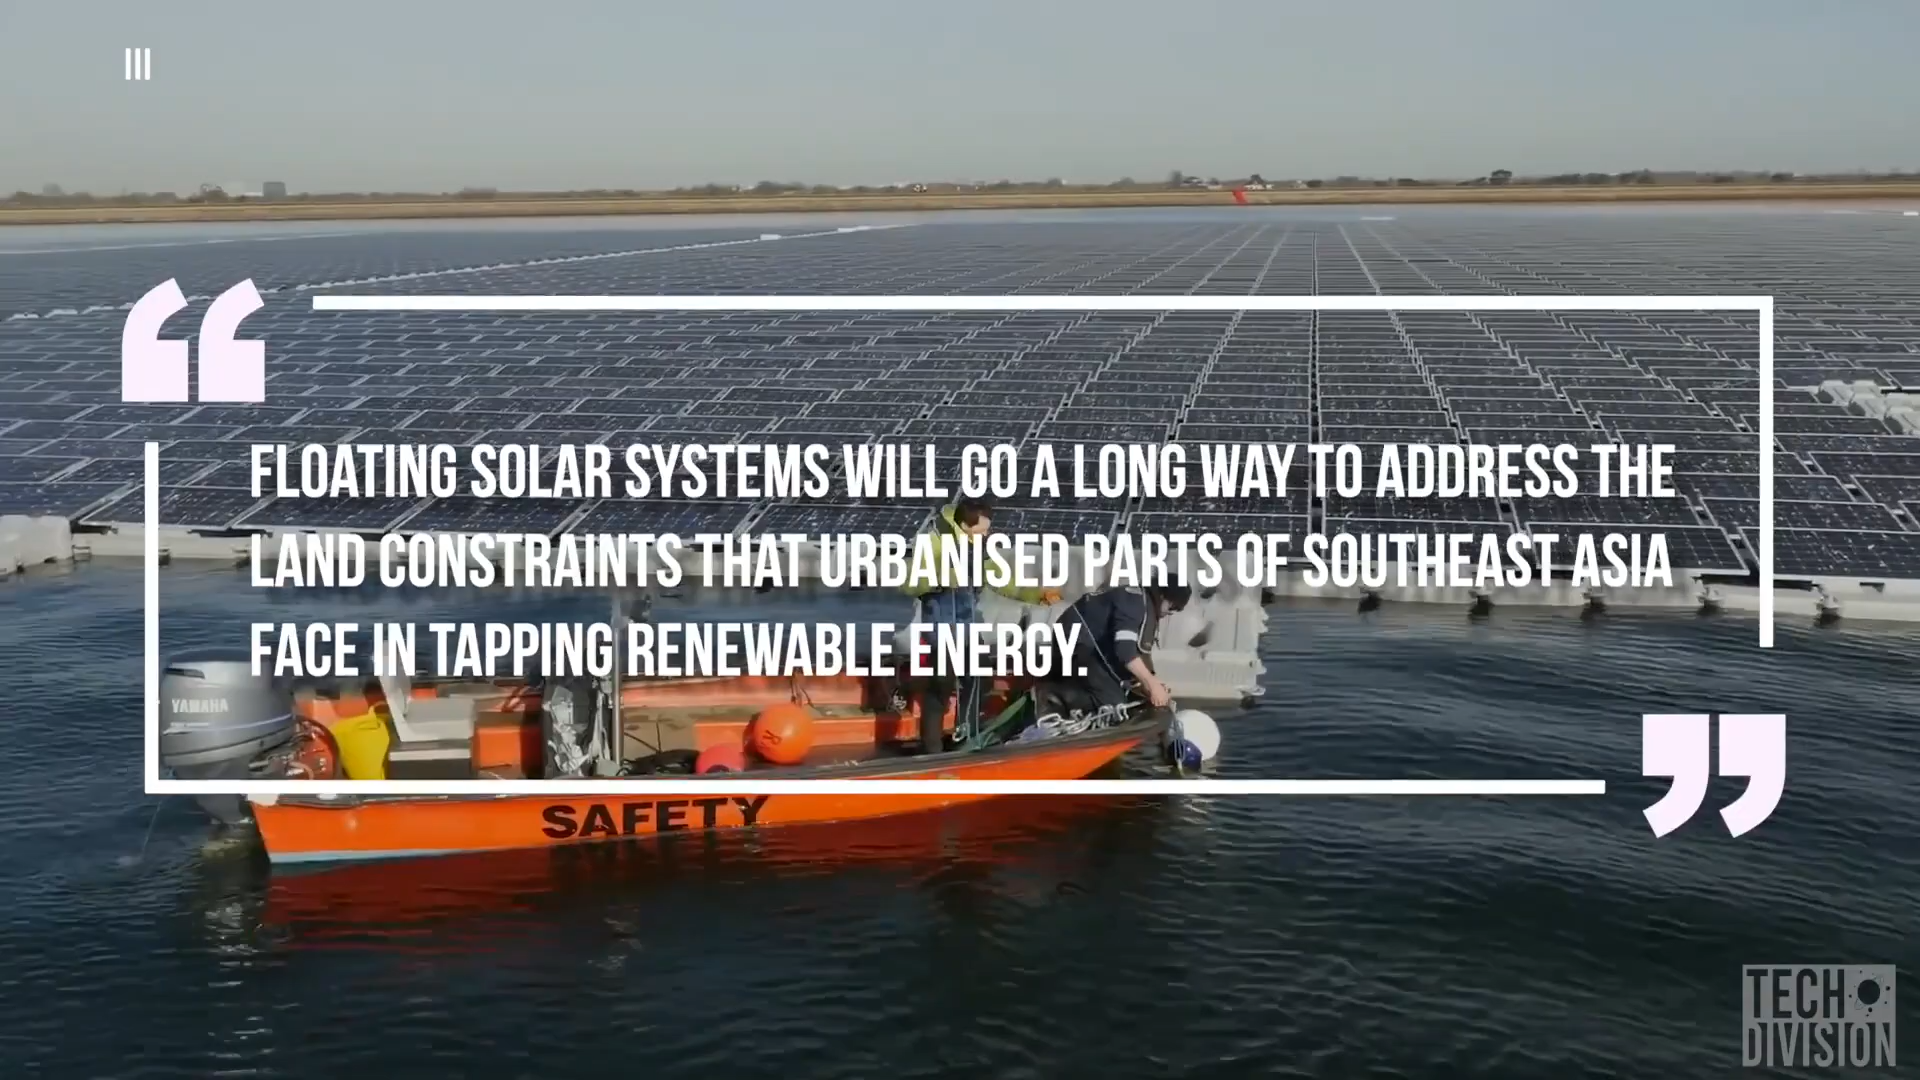 “
FLOATING SOLAR SYSTEMS WILL GO A LONG WAY TO ADDRESS THE
LAND CONSTRAINTS THAT URBANISED PARTS OF SOUTHEAST ASIA
FACE IN TAPPING RENEWABLE ENERGY.
”
YAMAHA
SAFETY
TECH
DIVISION